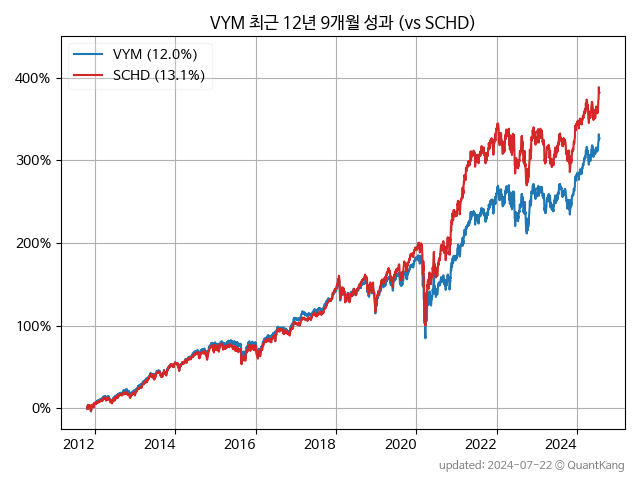 VYM 최근 12년 9개월 성과 (vs SCHD)
VYM (12.0%)
SCHD (13.1%)
400%
300%
200%
100%
0%
2012 2014 2016 2018 2020 2022 2024
updated: 2024-07-22 © QuantKang